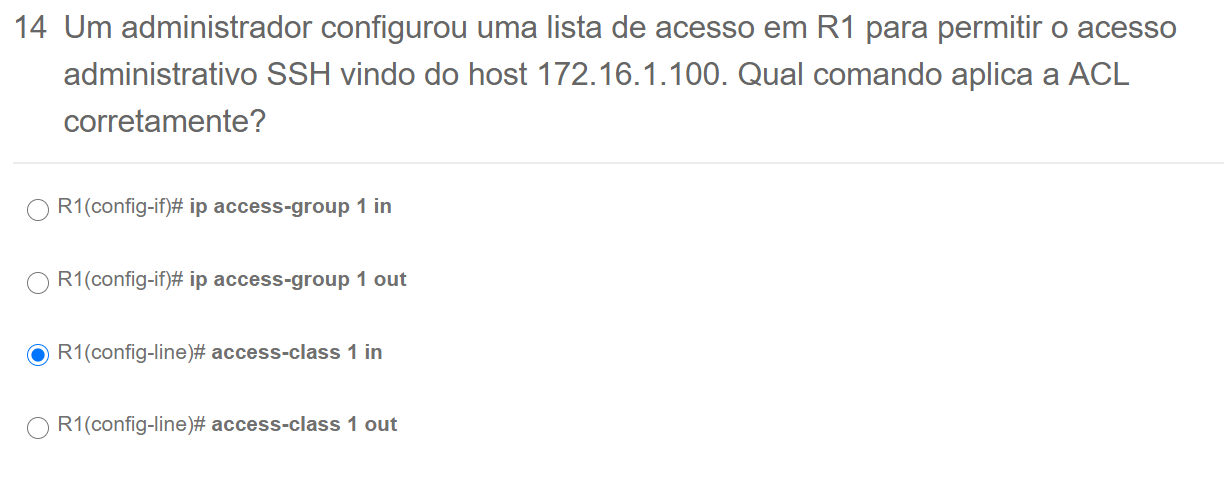 14 Um administrador configurou uma lista de acesso em R1 para permitir o acesso
administrativo SSH vindo do host 172.16.1.100. Qual comando aplica a ACL
corretamente?
R1(config-if)# ip access-group 1 in
R1(config-if)# ip access-group 1 out
R1(config-line)# access-class 1 in
R1(config-line)# access-class 1 out